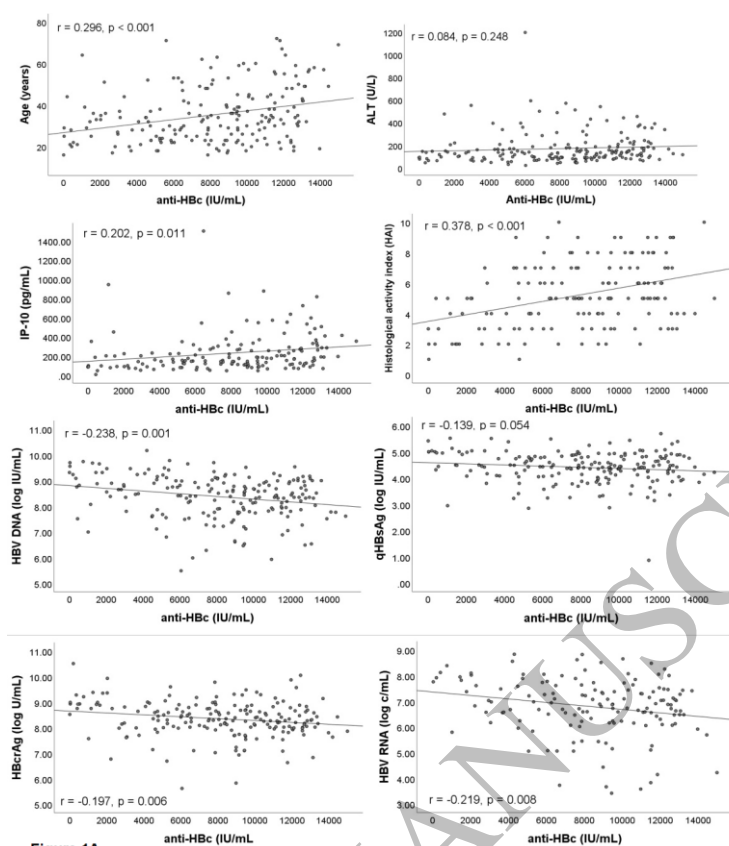 r = 0.296, p < 0.001
Age (years)
80
60
40
20
0 2000 4000 6000 8000 10000 12000 14000
anti-HBc (IU/mL)
r = 0.084, p = 0.248
ALT (U/L)
1200
1000
800
600
400
200
0
0 2000 4000 6000 8000 10000 12000 14000
Anti-HBc (IU/mL)
r = 0.202, p = 0.011
IP-10 (pg/mL)
1400.00
1200.00
1000.00
800.00
600.00
400.00
200.00
.00
0 2000 4000 6000 8000 10000 12000 14000
anti-HBc (IU/mL)
r = 0.378, p < 0.001
Histological activity index (HAI)
10
8
6
4
2
0
0 2000 4000 6000 8000 10000 12000 14000
anti-HBc (IU/mL)
r = -0.238, p = 0.001
HBV DNA (log IU/mL)
11.00
10.00
9.00
8.00
7.00
6.00
5.00
0 2000 4000 6000 8000 10000 12000 14000
anti-HBc (IU/mL)
r = -0.139, p = 0.054
qHBsAg (log IU/mL)
6.00
5.00
4.00
3.00
2.00
1.00
.00
0 2000 4000 6000 8000 10000 12000 14000
anti-HBc (IU/mL)
HBcrAg (log U/mL)
11.00
10.00
9.00
8.00
7.00
6.00
5.00
r = -0.197, p = 0.006
0 2000 4000 6000 8000 10000 12000 14000
anti-HBc (IU/mL
HBV RNA (log c/mL)
9.00
8.00
7.00
6.00
5.00
4.00
3.00
r = -0.219, p = 0.008
0 2000 4000 6000 8000 10000 12000 14000
anti-HBc (IU/mL)
ANUSC